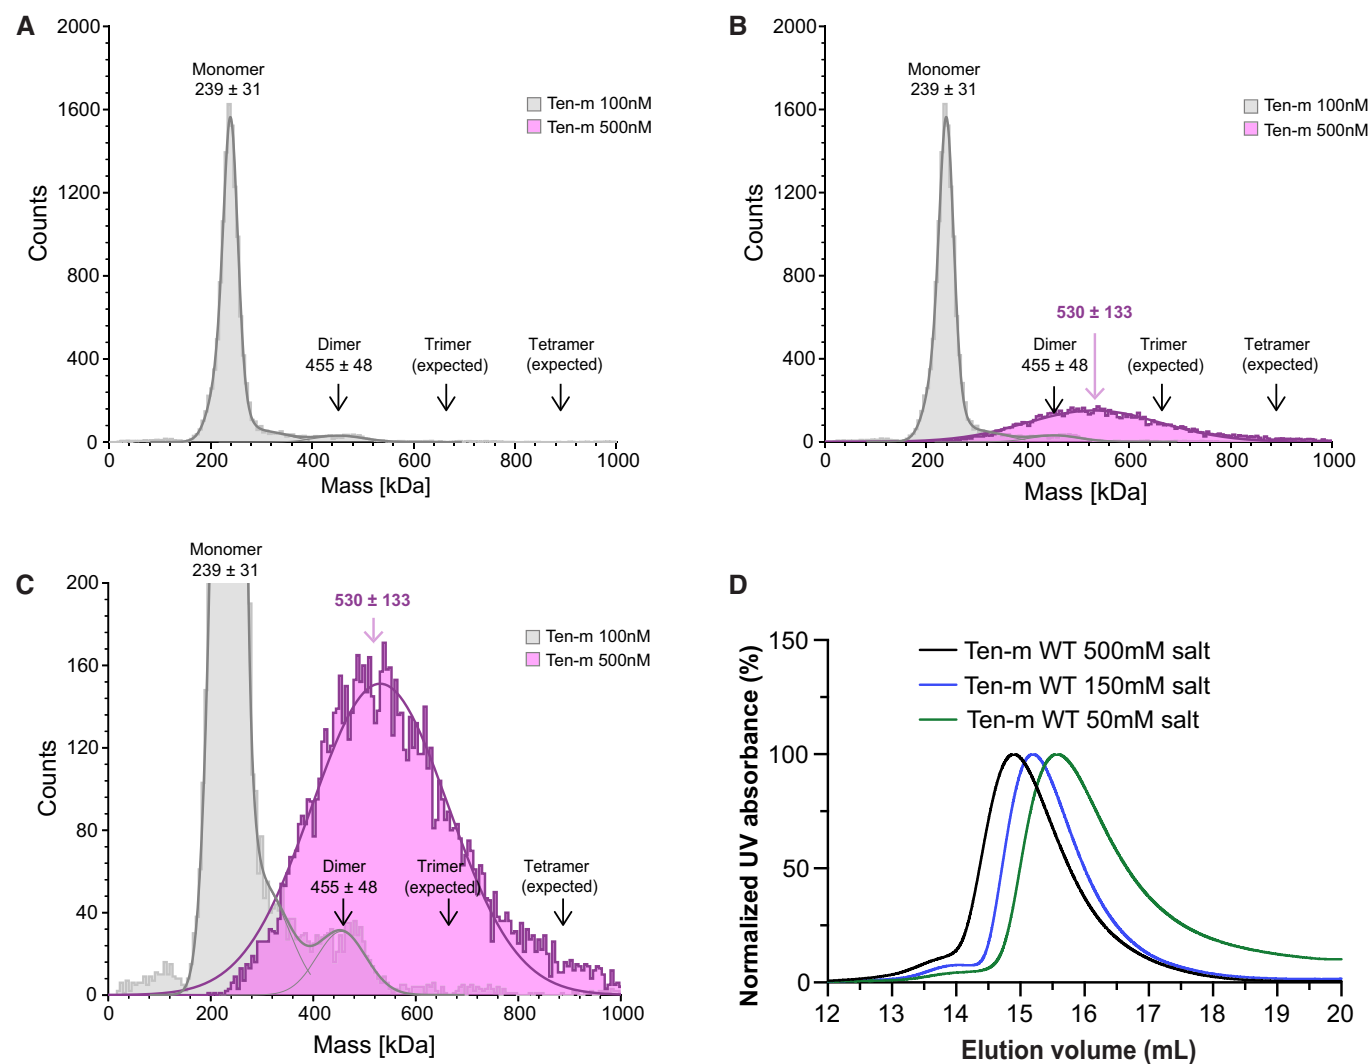 A
2000
1600
1200
800
400
0
Counts
Monomer
239 ± 31
Ten-m 100nM
Ten-m 500nM
Dimer
455 ± 48
Trimer
(expected)
Tetramer
(expected)
0 200 400 600 800 1000
Mass [kDa]
B
2000
1600
1200
800
400
0
Counts
Monomer
239 ± 31
Ten-m 100nM
Ten-m 500nM
530 ± 133
Dimer
455 ± 48
Trimer
(expected)
Tetramer
(expected)
0 200 400 600 800 1000
Mass [kDa]
C
200
160
120
80
40
0
Counts
Monomer
239 ± 31
530 ± 133
Ten-m 100nM
Ten-m 500nM
Dimer
455 ± 48
Trimer
(expected)
Tetramer
(expected)
0 200 400 600 800 1000
Mass [kDa]
D
150
100
50
0
Normalized UV absorbance (%)
Ten-m WT 500mM salt
Ten-m WT 150mM salt
Ten-m WT 50mM salt
12 13 14 15 16 17 18 19 20
Elution volume (mL)